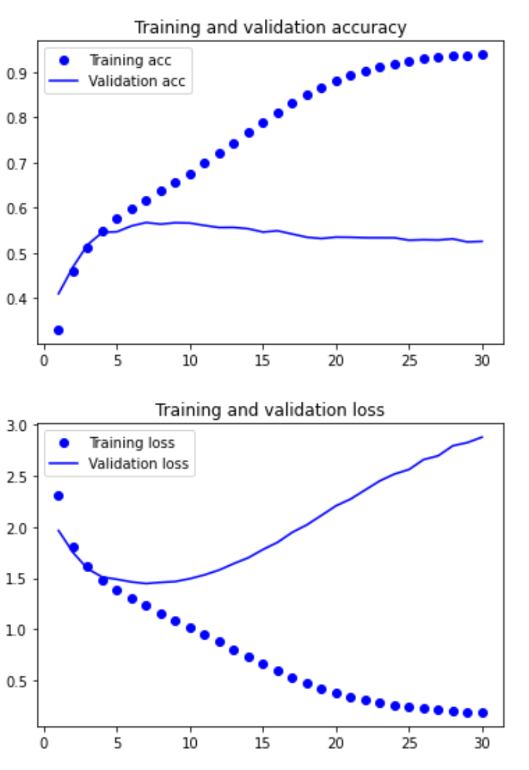 Training and validation accuracy
Training acc
Validation acc
0.9
0.8
0.7
0.6
0.5
0.4
0 5 10 15 20 25 30
Training and validation loss
Training loss
Validation loss
3.0
2.5
2.0
1.5
1.0
0.5
0 5 10 15 20 25 30